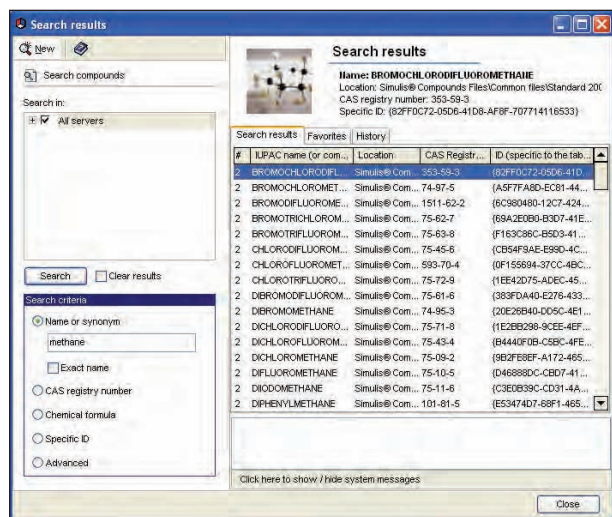 Search results
New
Search compounds
Search in:
All servers
Search
Clear results
Search criteria
Name or synonym
methane
Exact name
CAS registry number
Chemical formula
Specific ID
Advanced
Search results
Name: BROMOCHLORODIFLUOROMETHANE
Location: Simulis® Compounds Files\Common files\Standard 200
CAS registry number: 353-59-3
Specific ID: {82FF0C72-05D6-41D8-AF8F-707714116533}
Search results Favorites History
# IUPAC name (or com... Location CAS Registr... ID (specific to the tab...
2 BROMOCHLORODIFL... Simulis® Com... 353-59-3 {82FF0C72-05D6-41D...
2 BROMOCHLOROMET... Simulis® Com... 74-97-5 {A5F7FA8D-EC81-44...
2 BROMODIFLUOROME... Simulis® Com... 1511-62-2 {6C980480-12C7-424...
2 BROMOTRICHLOROM... Simulis® Com... 75-62-7 {69A2E0B0-B3D7-41E...
2 BROMOTRIFLUOROM... Simulis® Com... 75-63-8 {F163C86C-B5D3-41...
2 CHLORODIFLUOROM... Simulis® Com... 75-45-6 {CB54F9AE-E99D-4C...
2 CHLOROFLUOROMET... Simulis® Com... 593-70-4 {0F155694-37CC-4BC...
2 CHLOROTRIFLUORO... Simulis® Com... 75-72-9 {1EE42D75-ADEC-45...
2 DIBROMODIFLUOROM... Simulis® Com... 75-61-6 {383FDA40-E276-433...
2 DIBROMOMETHANE Simulis® Com... 74-95-3 {20E26B40-DD5C-4E1...
2 DICHLORODIFLUORO... Simulis® Com... 75-71-8 {1E2BB298-9CEE-4EF...
2 DICHLOROFLUOROM... Simulis® Com... 75-43-4 {B4440F0B-C5BC-4FE...
2 DICHLOROMETHANE Simulis® Com... 75-09-2 {9B2FE8EF-A172-465...
2 DIFLUOROMETHANE Simulis® Com... 75-10-5 {D46888DC-CBD7-41...
2 DIIODOMETHANE Simulis® Com... 75-11-6 {C3E0B39C-CD31-4A...
2 DIPHENYLMETHANE Simulis® Com... 101-81-5 {E53474D7-68F1-465...
Click here to show / hide system messages
Close